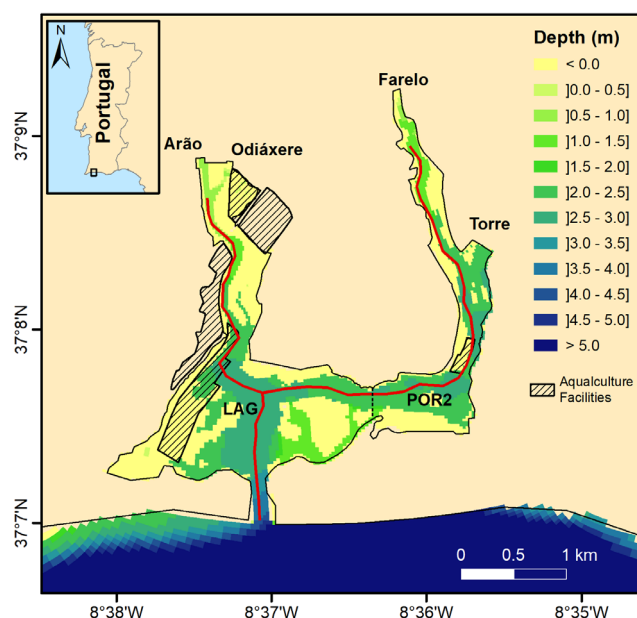 N
Portugal
Depth (m)
< 0.0
]0.0 - 0.5]
]0.5 - 1.0]
]1.0 - 1.5]
]1.5 - 2.0]
]2.0 - 2.5]
]2.5 - 3.0]
]3.0 - 3.5]
]3.5 - 4.0]
]4.0 - 4.5]
]4.5 - 5.0]
> 5.0
Aqualculture
Facilities
Farelo
Arão
Odiáxere
Torre
LAG
POR2
37°9'N
37°8'N
37°7'N
0 0.5 1 km
8°38'W 8°37'W 8°36'W 8°35'W